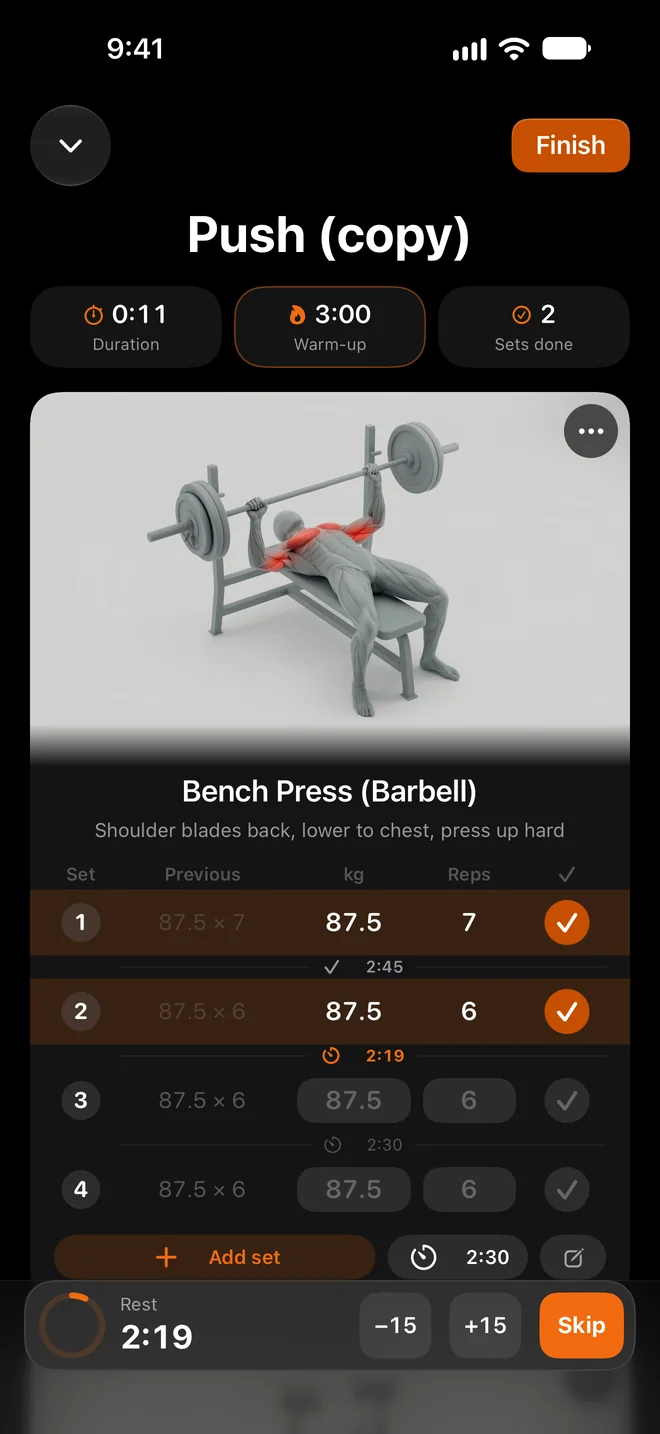 9:41
Finish
Push (copy)
0:11
Duration
3:00
Warm-up
2
Sets done
Bench Press (Barbell)
Shoulder blades back, lower to chest, press up hard
Set Previous kg Reps
1 87.5 × 7 87.5 7
2:45
2 87.5 × 6 87.5 6
2:19
3 87.5 × 6 87.5 6
2:30
4 87.5 × 6 87.5 6
+ Add set 2:30
Rest
2:19
−15 +15 Skip